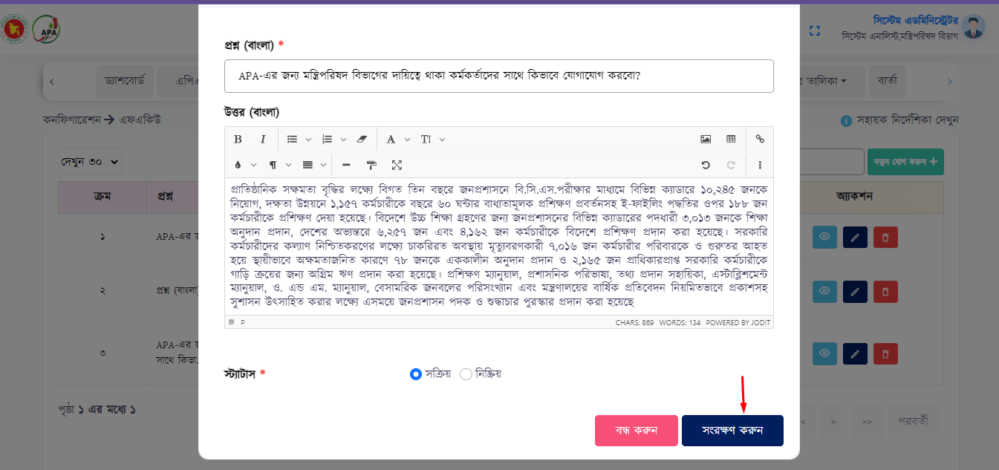 APA
সিস্টেম এডমিনিস্ট্রেটর
সিস্টেম এনালিস্ট,মন্ত্রিপরিষদ বিভাগ
ড্যাশবোর্ড
তালিকা
বার্তা
কনফিগারেশন → এফএকিউ
সহায়ক নির্দেশিকা দেখুন
দেখুন ৩০
নতুন যোগ করুন +
ক্রম
প্রশ্ন
অ্যাকশন
১
APA-এর
২
প্রশ্ন (বাংলা)
৩
APA-এর
সাথে কিভা.
পৃষ্ঠা ১ এর মধ্যে ১
<
>
>>
পরবর্তী
প্রশ্ন (বাংলা) *
APA-এর জন্য মন্ত্রিপরিষদ বিভাগের দায়িত্বে থাকা কর্মকর্তাদের সাথে কিভাবে যোগাযোগ করবো?
উত্তর (বাংলা)
প্রাতিষ্ঠানিক সক্ষমতা বৃদ্ধির লক্ষ্যে বিগত তিন বছরে জনপ্রশাসনে বি.সি.এস.পরীক্ষার মাধ্যমে বিভিন্ন ক্যাডারে ১০,২৪৫ জনকে
নিয়োগ, দক্ষতা উন্নয়নে ১,১৫৭ কর্মচারীকে বছরে ৬০ ঘন্টার বাধ্যতামূলক প্রশিক্ষণ প্রবর্তনসহ ই-ফাইলিং পদ্ধতির ওপর ১৮৮ জন
কর্মচারীকে প্রশিক্ষণ দেয়া হয়েছে। বিদেশে উচ্চ শিক্ষা গ্রহণের জন্য জনপ্রশাসনের বিভিন্ন ক্যাডারের পদধারী ৩,০১৩ জনকে শিক্ষা
অনুদান প্রদান, দেশের অভ্যন্তরে ৬,২৫৭ জন এবং ৪,১৬২ জন কর্মচারীকে বিদেশে প্রশিক্ষণ প্রদান করা হয়েছে। সরকারি
কর্মচারীদের কল্যাণ নিশ্চিতকরণের লক্ষ্যে চাকরিরত অবস্থায় মৃত্যুবরণকারী ৭,০১৬ জন কর্মচারীর পরিবারকে ও গুরুতর আহত
হয়ে স্থায়ীভাবে অক্ষমতাজনিত কারণে ৭৮ জনকে এককালীন অনুদান প্রদান ও ২,১৬৫ জন প্রাধিকারপ্রাপ্ত সরকারি কর্মচারীকে
গাড়ি ক্রয়ের জন্য অগ্রিম ঋণ প্রদান করা হয়েছে। প্রশিক্ষণ ম্যানুয়াল, প্রশাসনিক পরিভাষা, তথ্য প্রদান সহায়িকা, এস্টাব্লিশমেন্ট
ম্যানুয়াল, ও. এন্ড এম. ম্যানুয়াল, বেসামরিক জনবলের পরিসংখ্যান এবং মন্ত্রণালয়ের বার্ষিক প্রতিবেদন নিয়মিতভাবে প্রকাশসহ
সুশাসন উৎসাহিত করার লক্ষ্যে এসময়ে জনপ্রশাসন পদক ও শুদ্ধাচার পুরস্কার প্রদান করা হয়েছে
P
CHARS: 869 WORDS: 134 POWERED BY JODIT
স্ট্যাটাস *
সক্রিয় নিষ্ক্রিয়
বন্ধ করুন
সংরক্ষণ করুন